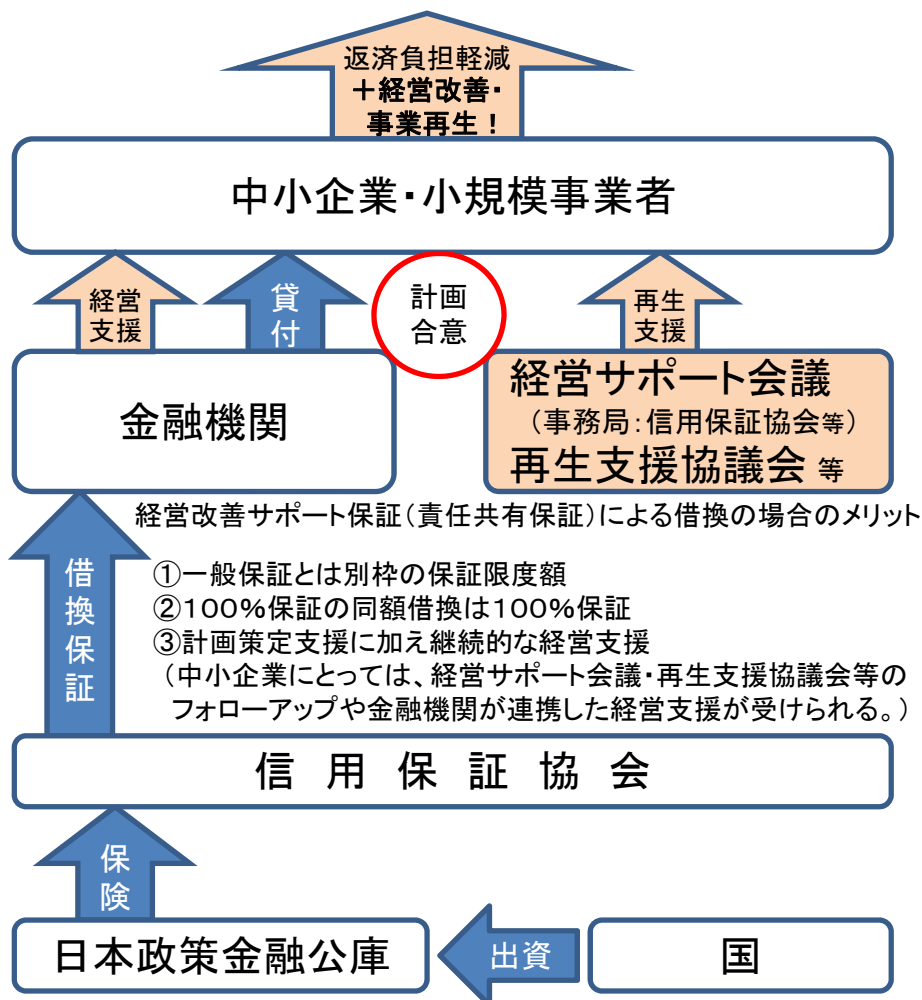 返済負担軽減
＋経営改善・
事業再生！
中小企業・小規模事業者
経営
支援
貸
付
計画
合意
再生
支援
金融機関
経営サポート会議
（事務局：信用保証協会等）
再生支援協議会 等
経営改善サポート保証（責任共有保証）による借換の場合のメリット
借
換
保
証
①一般保証とは別枠の保証限度額
②１００％保証の同額借換は１００％保証
③計画策定支援に加え継続的な経営支援
（中小企業にとっては、経営サポート会議・再生支援協議会等の
フォローアップや金融機関が連携した経営支援が受けられる。）
信 用 保 証 協 会
保
険
日本政策金融公庫
出資
国